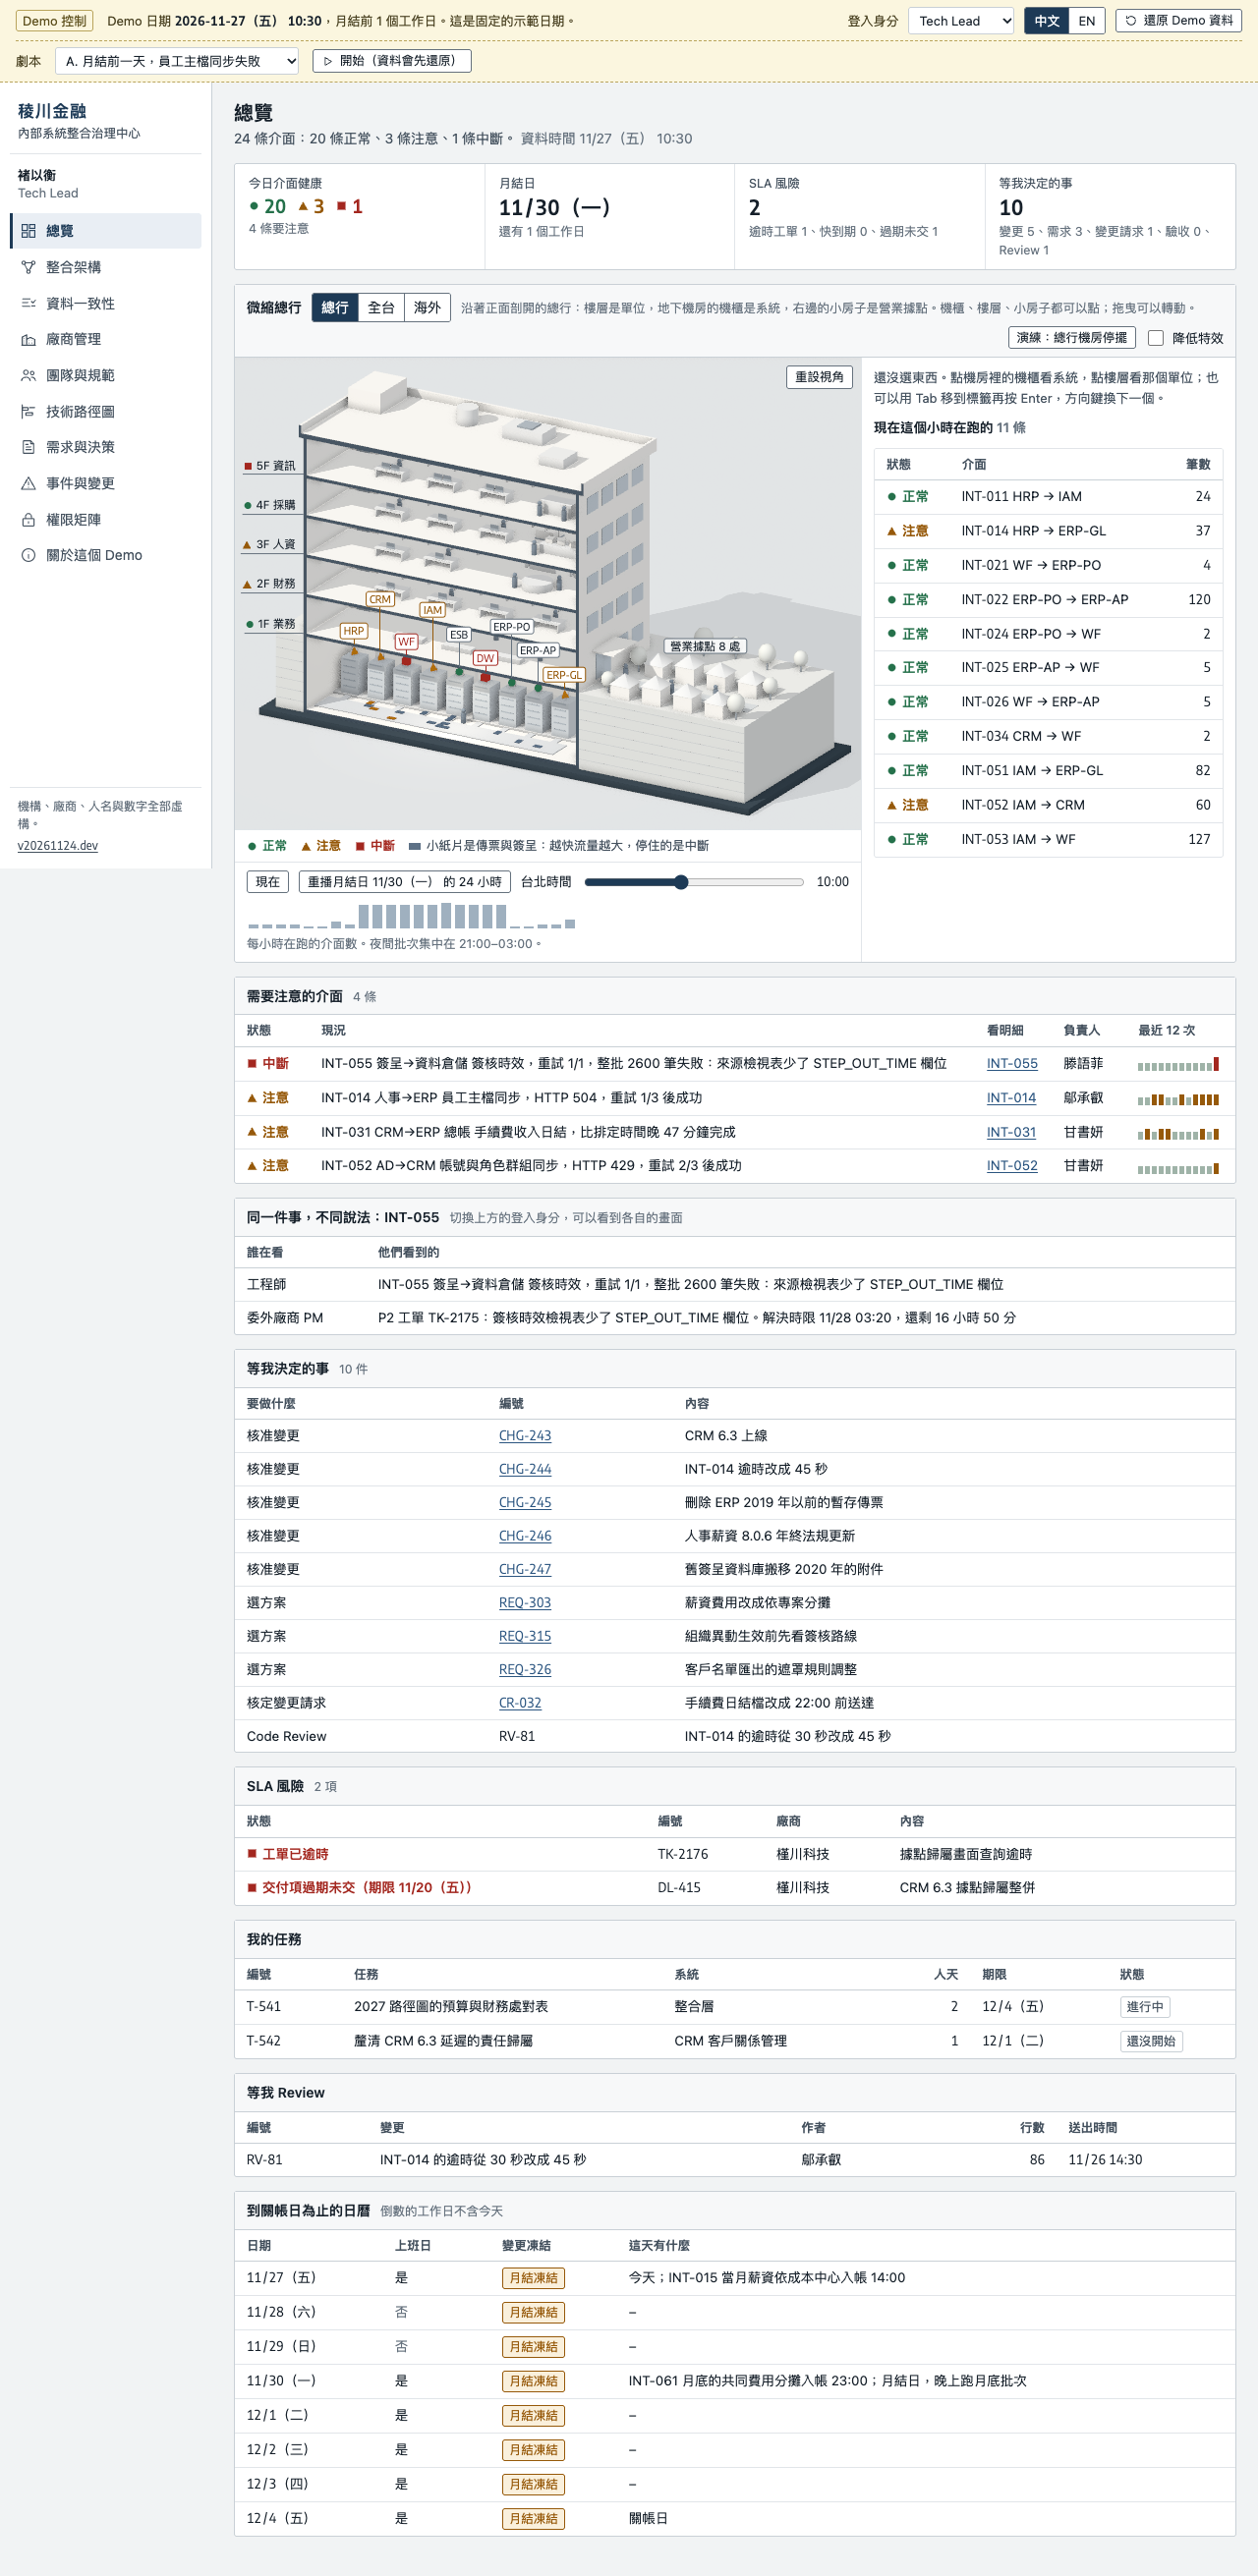 Demo 控制 Demo 日期 2026-11-27（五） 10:30，月結前 1 個工作日。這是固定的示範日期。 登入身分 Tech Lead 中文 EN 還原 Demo 資料
劇本 A. 月結前一天，員工主檔同步失敗 開始（資料會先還原）
稜川金融
內部系統整合治理中心
褚以衡
Tech Lead
總覽
整合架構
資料一致性
廠商管理
團隊與規範
技術路徑圖
需求與決策
事件與變更
權限矩陣
關於這個 Demo
機構、廠商、人名與數字全部虛
構。
v20261124.dev
總覽
24 條介面：20 條正常、3 條注意、1 條中斷。 資料時間 11/27（五） 10:30
今日介面健康
20 3 1
4 條要注意
月結日
11/30（一）
還有 1 個工作日
SLA 風險
2
逾時工單 1、快到期 0、過期未交 1
等我決定的事
10
變更 5、需求 3、變更請求 1、驗收 0、
Review 1
微縮總行 總行 全台 海外 沿著正面剖開的總行：樓層是單位，地下機房的機櫃是系統，右邊的小房子是營業據點。機櫃、樓層、小房子都可以點；拖曳可以轉動。
演練：總行機房停擺 降低特效
重設視角
5F 資訊
4F 採購
3F 人資
2F 財務
1F 業務
CRM
IAM
HRP
WF
ESB
ERP-PO
DW
ERP-AP
ERP-GL
營業據點 8 處
正常 注意 中斷 小紙片是傳票與簽呈：越快流量越大，停住的是中斷
現在 重播月結日 11/30（一） 的 24 小時 台北時間 10:00
每小時在跑的介面數。夜間批次集中在 21:00–03:00。
還沒選東西。點機房裡的機櫃看系統，點樓層看那個單位；也
可以用 Tab 移到標籤再按 Enter，方向鍵換下一個。
現在這個小時在跑的 11 條
狀態 介面 筆數
正常 INT-011 HRP → IAM 24
注意 INT-014 HRP → ERP-GL 37
正常 INT-021 WF → ERP-PO 4
正常 INT-022 ERP-PO → ERP-AP 120
正常 INT-024 ERP-PO → WF 2
正常 INT-025 ERP-AP → WF 5
正常 INT-026 WF → ERP-AP 5
正常 INT-034 CRM → WF 2
正常 INT-051 IAM → ERP-GL 82
注意 INT-052 IAM → CRM 60
正常 INT-053 IAM → WF 127
需要注意的介面 4 條
狀態 現況 看明細 負責人 最近 12 次
中斷 INT-055 簽呈→資料倉儲 簽核時效，重試 1/1，整批 2600 筆失敗：來源檢視表少了 STEP_OUT_TIME 欄位 INT-055 滕語菲
注意 INT-014 人事→ERP 員工主檔同步，HTTP 504，重試 1/3 後成功 INT-014 鄔承叡
注意 INT-031 CRM→ERP 總帳 手續費收入日結，比排定時間晚 47 分鐘完成 INT-031 甘書妍
注意 INT-052 AD→CRM 帳號與角色群組同步，HTTP 429，重試 2/3 後成功 INT-052 甘書妍
同一件事，不同說法：INT-055 切換上方的登入身分，可以看到各自的畫面
誰在看 他們看到的
工程師 INT-055 簽呈→資料倉儲 簽核時效，重試 1/1，整批 2600 筆失敗：來源檢視表少了 STEP_OUT_TIME 欄位
委外廠商 PM P2 工單 TK-2175：簽核時效檢視表少了 STEP_OUT_TIME 欄位。解決時限 11/28 03:20，還剩 16 小時 50 分
等我決定的事 10 件
要做什麼 編號 內容
核准變更 CHG-243 CRM 6.3 上線
核准變更 CHG-244 INT-014 逾時改成 45 秒
核准變更 CHG-245 刪除 ERP 2019 年以前的暫存傳票
核准變更 CHG-246 人事薪資 8.0.6 年終法規更新
核准變更 CHG-247 舊簽呈資料庫搬移 2020 年的附件
選方案 REQ-303 薪資費用改成依專案分攤
選方案 REQ-315 組織異動生效前先看簽核路線
選方案 REQ-326 客戶名單匯出的遮罩規則調整
核定變更請求 CR-032 手續費日結檔改成 22:00 前送達
Code Review RV-81 INT-014 的逾時從 30 秒改成 45 秒
SLA 風險 2 項
狀態 編號 廠商 內容
工單已逾時 TK-2176 槿川科技 據點歸屬畫面查詢逾時
交付項過期未交（期限 11/20（五）） DL-415 槿川科技 CRM 6.3 據點歸屬整併
我的任務
編號 任務 系統 人天 期限 狀態
T-541 2027 路徑圖的預算與財務處對表 整合層 2 12/4（五） 進行中
T-542 釐清 CRM 6.3 延遲的責任歸屬 CRM 客戶關係管理 1 12/1（二） 還沒開始
等我 Review
編號 變更 作者 行數 送出時間
RV-81 INT-014 的逾時從 30 秒改成 45 秒 鄔承叡 86 11/26 14:30
到關帳日為止的日曆 倒數的工作日不含今天
日期 上班日 變更凍結 這天有什麼
11/27（五） 是 月結凍結 今天；INT-015 當月薪資依成本中心入帳 14:00
11/28（六） 否 月結凍結 –
11/29（日） 否 月結凍結 –
11/30（一） 是 月結凍結 INT-061 月底的共同費用分攤入帳 23:00；月結日，晚上跑月底批次
12/1（二） 是 月結凍結 –
12/2（三） 是 月結凍結 –
12/3（四） 是 月結凍結 –
12/4（五） 是 月結凍結 關帳日